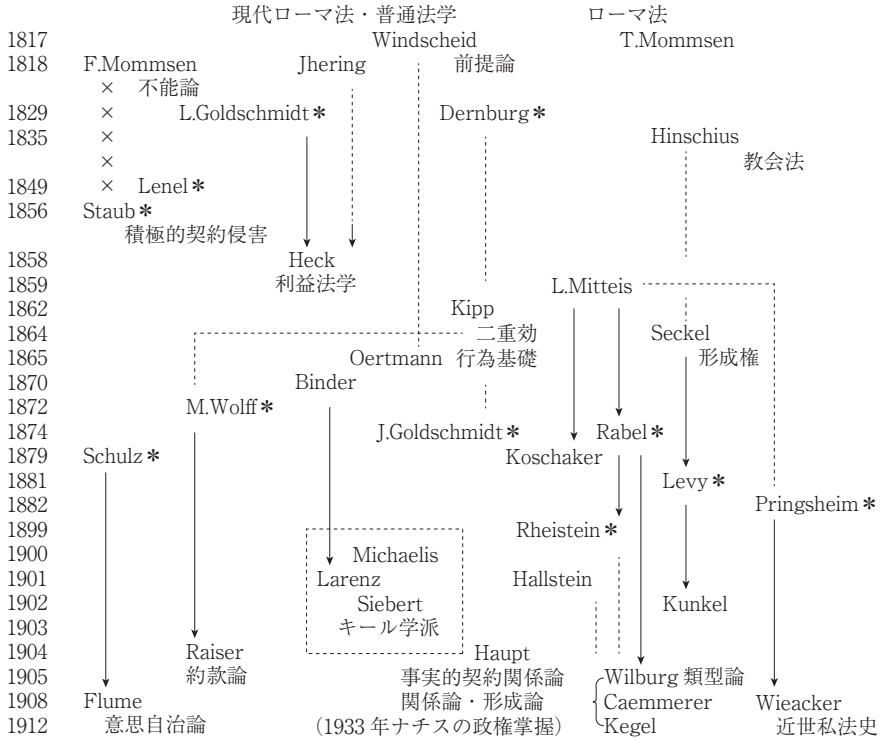 現代ローマ法・普通法学 ローマ法
1817 Windscheid T.Mommsen
1818 F.Mommsen Jhering 前提論
× 不能論
1829 × L.Goldschmidt＊ Dernburg＊
1835 × Hinschius
× 教会法
1849 × Lenel＊
1856 Staub＊
積極的契約侵害
1858 Heck
1859 利益法学 L.Mitteis
1862 Kipp
1864 二重効 Seckel
1865 Oertmann 行為基礎 形成権
1870 Binder
1872 M.Wolff＊
1874 J.Goldschmidt＊ Rabel＊
1879 Schulz＊ Koschaker
1881 Levy＊
1882 Pringsheim＊
1899 Rheistein＊
1900 Michaelis
1901 Larenz Hallstein
1902 Siebert Kunkel
1903 キール学派
1904 Raiser Haupt
1905 約款論 事実的契約関係論 Wilburg 類型論
1908 Flume 関係論・形成論 Caemmerer Wieacker
1912 意思自治論 (1933 年ナチスの政権掌握) Kegel 近世私法史